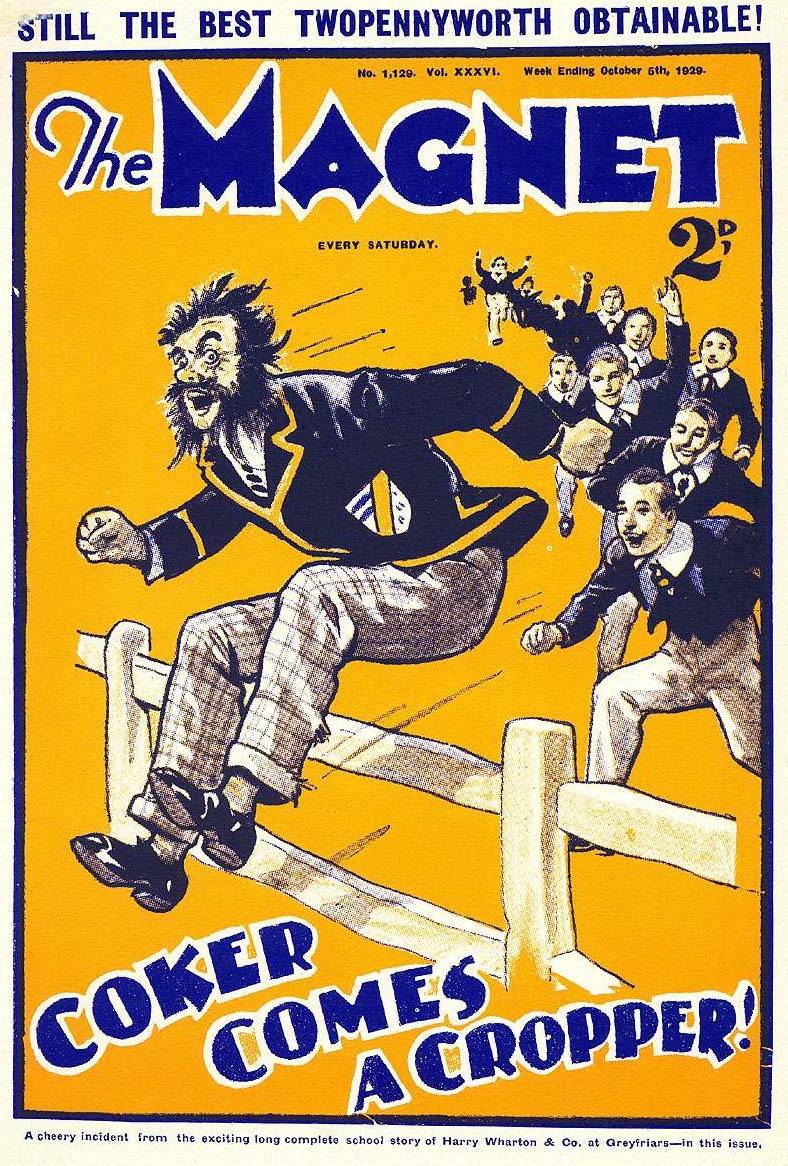 STILL THE BEST TWOPENNYWORTH OBTAINABLE!
No. 1,129. Vol. XXXVI. Week Ending October 5th, 1929.
The MAGNET
2D,
EVERY SATURDAY.
COKER
COMES
A CROPPER!
A cheery incident from the exciting long complete school story of Harry Wharton & Co. at Greyfriars—in this issue.